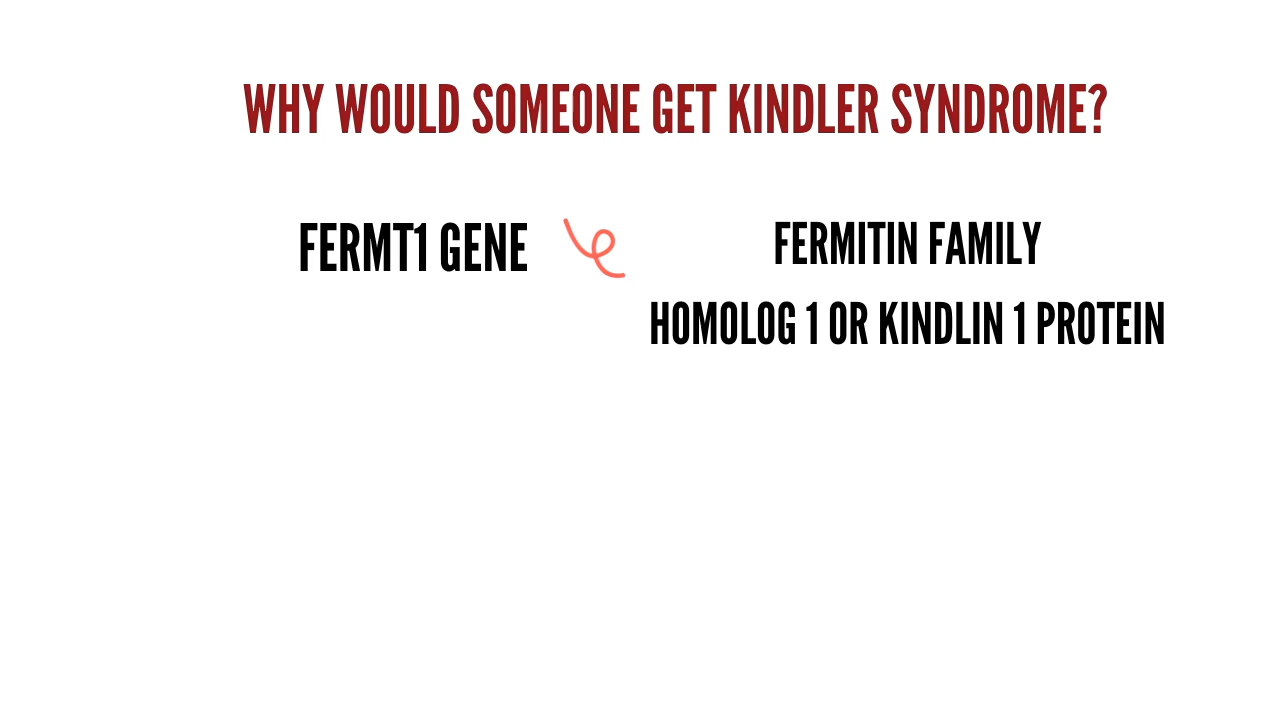 WHY WOULD SOMEONE GET KINDLER SYNDROME?
FERMT1 GENE
FERMITIN FAMILY
HOMOLOG 1 OR KINDLIN 1 PROTEIN